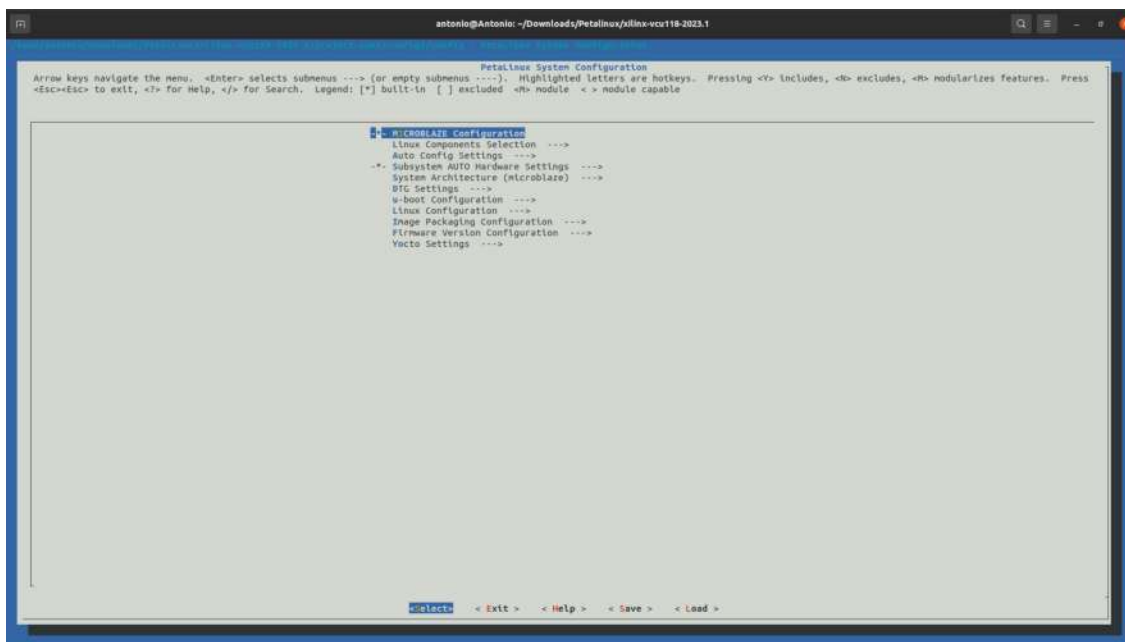 antonio@Antonio: ~/Downloads/Petalinux/xilinx-vcu118-2023.1
PetaLinux System Configuration
Arrow keys navigate the menu. <Enter> selects submenus ---> (or empty submenus ----). Highlighted letters are hotkeys. Pressing <Y> includes, <N> excludes, <M> modularizes features. Press
<Esc><Esc> to exit, <?> for Help, </> for Search. Legend: [*] built-in [ ] excluded <M> module < > module capable
-*- MICROBLAZE Configuration
Linux Components Selection --->
Auto Config Settings --->
-*- Subsystem AUTO Hardware Settings --->
System Architecture (microblaze) --->
DTG Settings --->
u-boot Configuration --->
Linux Configuration --->
Image Packaging Configuration --->
Firmware Version Configuration --->
Yocto Settings --->
<Select> < Exit > < Help > < Save > < Load >